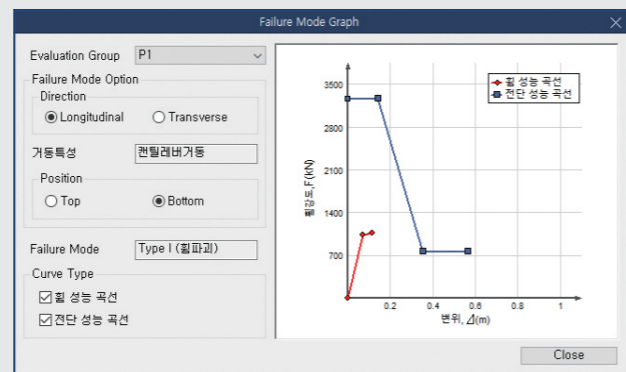 Failure Mode Graph
Evaluation Group P1
Failure Mode Option
Direction
Longitudinal Transverse
거동특성 캔틸레버거동
Position
Top Bottom
Failure Mode Type I (휨파괴)
Curve Type
휨 성능 곡선
전단 성능 곡선
휨 성능 곡선
전단 성능 곡선
3500
2800
2100
1400
700
휨강도,F(kN)
0.2 0.4 0.6 0.8 1
변위, Δ(m)
Close